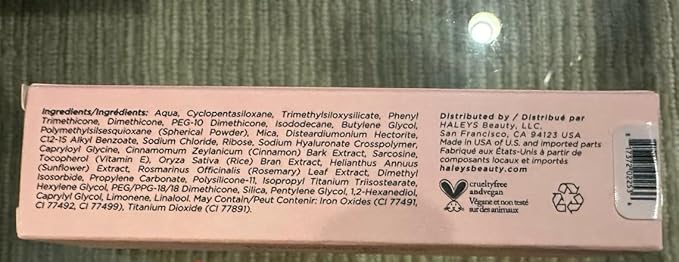 Ingredients/Ingrédients: Aqua, Cyclopentasiloxane, Trimethylsiloxysilicate, Phenyl
Trimethicone, Dimethicone, PEG-10 Dimethicone, Isododecane, Butylene Glycol,
Polymethylsilsesquioxane (Spherical Powder), Mica, Disteardimonium Hectorite,
C12-15 Alkyl Benzoate, Sodium Chloride, Ribose, Sodium Hyaluronate Crosspolymer,
Capryloyl Glycine, Cinnamomum Zeylanicum (Cinnamon) Bark Extract, Sarcosine,
Tocopherol (Vitamin E), Oryza Sativa (Rice) Bran Extract, Helianthus Annus
(Sunflower) Extract, Rosmarinus Officinalis (Rosemary) Leaf Extract, Dimethyl
Isosorbide, Propylene Carbonate, Polysilicone-11, Isopropyl Titanium Triisostearate,
Hexylene Glycol, PEG/PPG-18/18 Dimethicone, Silica, Pentylene Glycol, 1,2-Hexanediol,
Caprylyl Glycol, Limonene, Linalool. May Contain/Peut Contenir: Iron Oxides (CI 77491,
CI 77492, CI 77499), Titanium Dioxide (CI 77891).
Distributed by / Distribué par
HALEYS Beauty, LLC.
San Francisco, CA 94123 USA
Made in USA of U.S. and imported parts
Fabriqué aux États-Unis à partir de
composants locaux et importés
haleysbeauty.com
crueltyfree
andvegan
Végane et non testé
sur des animaux